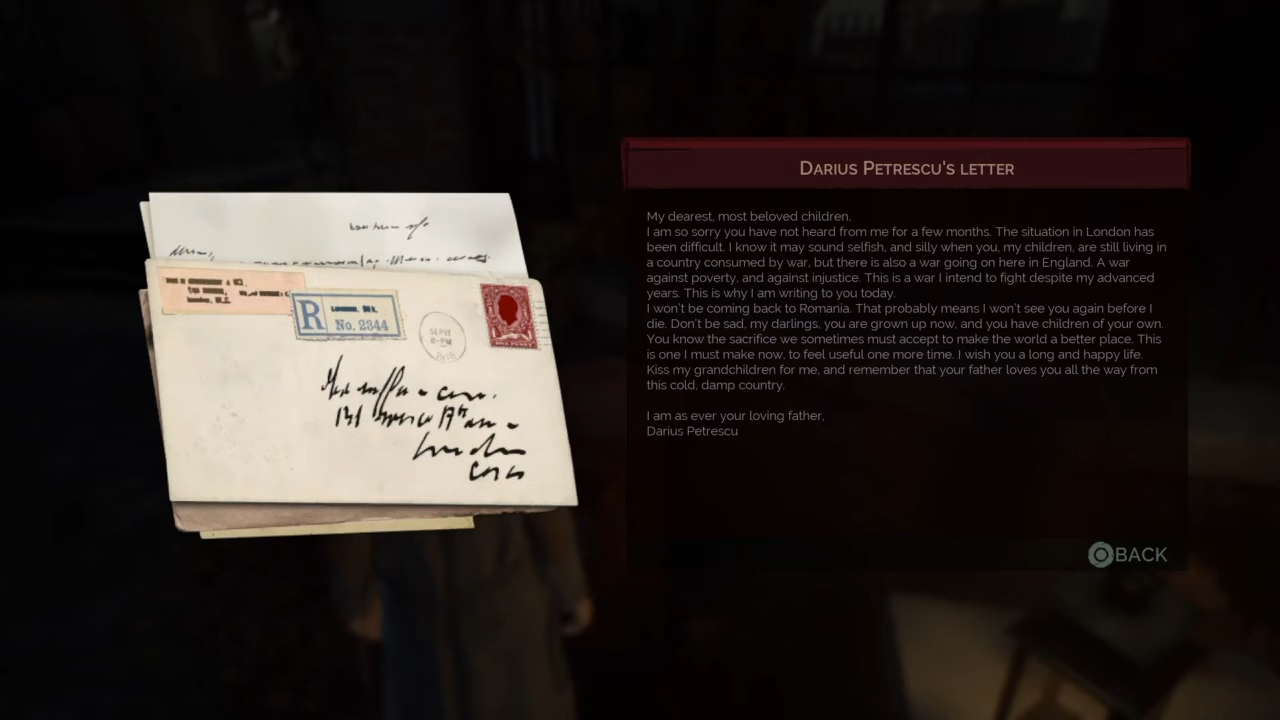 R
No. 2344
London
DARIUS PETRESCU'S LETTER
My dearest, most beloved children,
I am so sorry you have not heard from me for a few months. The situation in London has
been difficult. I know it may sound selfish, and silly when you, my children, are still living in
a country consumed by war, but there is also a war going on here in England. A war
against poverty, and against injustice. This is a war I intend to fight despite my advanced
years. This is why I am writing to you today.
I won't be coming back to Romania. That probably means I won't see you again before I
die. Don't be sad, my darlings, you are grown up now, and you have children of your own.
You know the sacrifice we sometimes must accept to make the world a better place. This
is one I must make now, to feel useful one more time. I wish you a long and happy life.
Kiss my grandchildren for me, and remember that your father loves you all the way from
this cold, damp country.
I am as ever your loving father,
Darius Petrescu
BACK